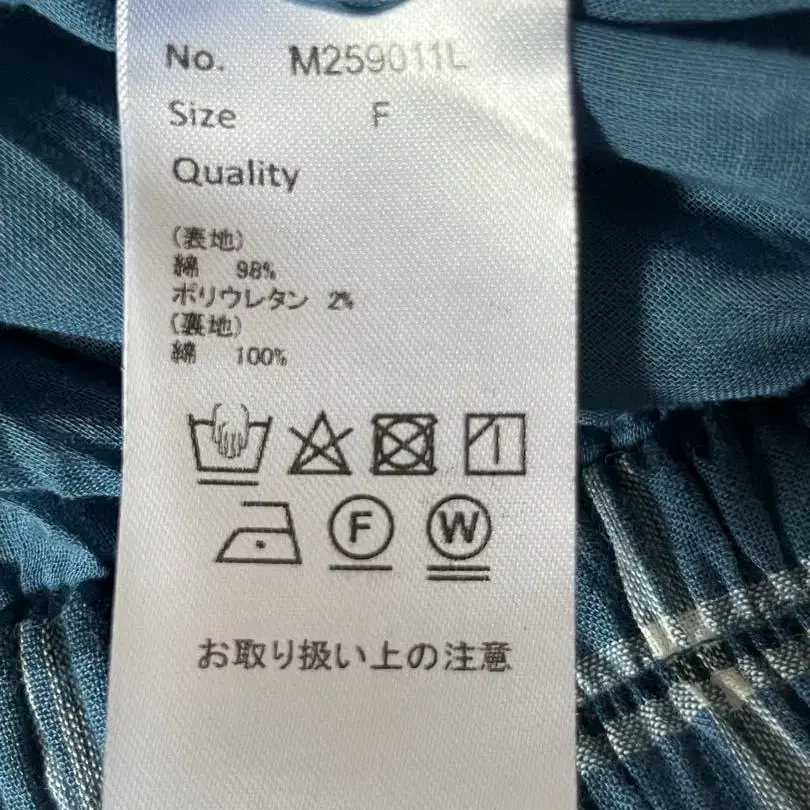 No. M259011L
Size F
Quality
(表地)
綿 98%
ポリウレタン 2%
(裏地)
綿 100%
F W
お取り扱い上の注意